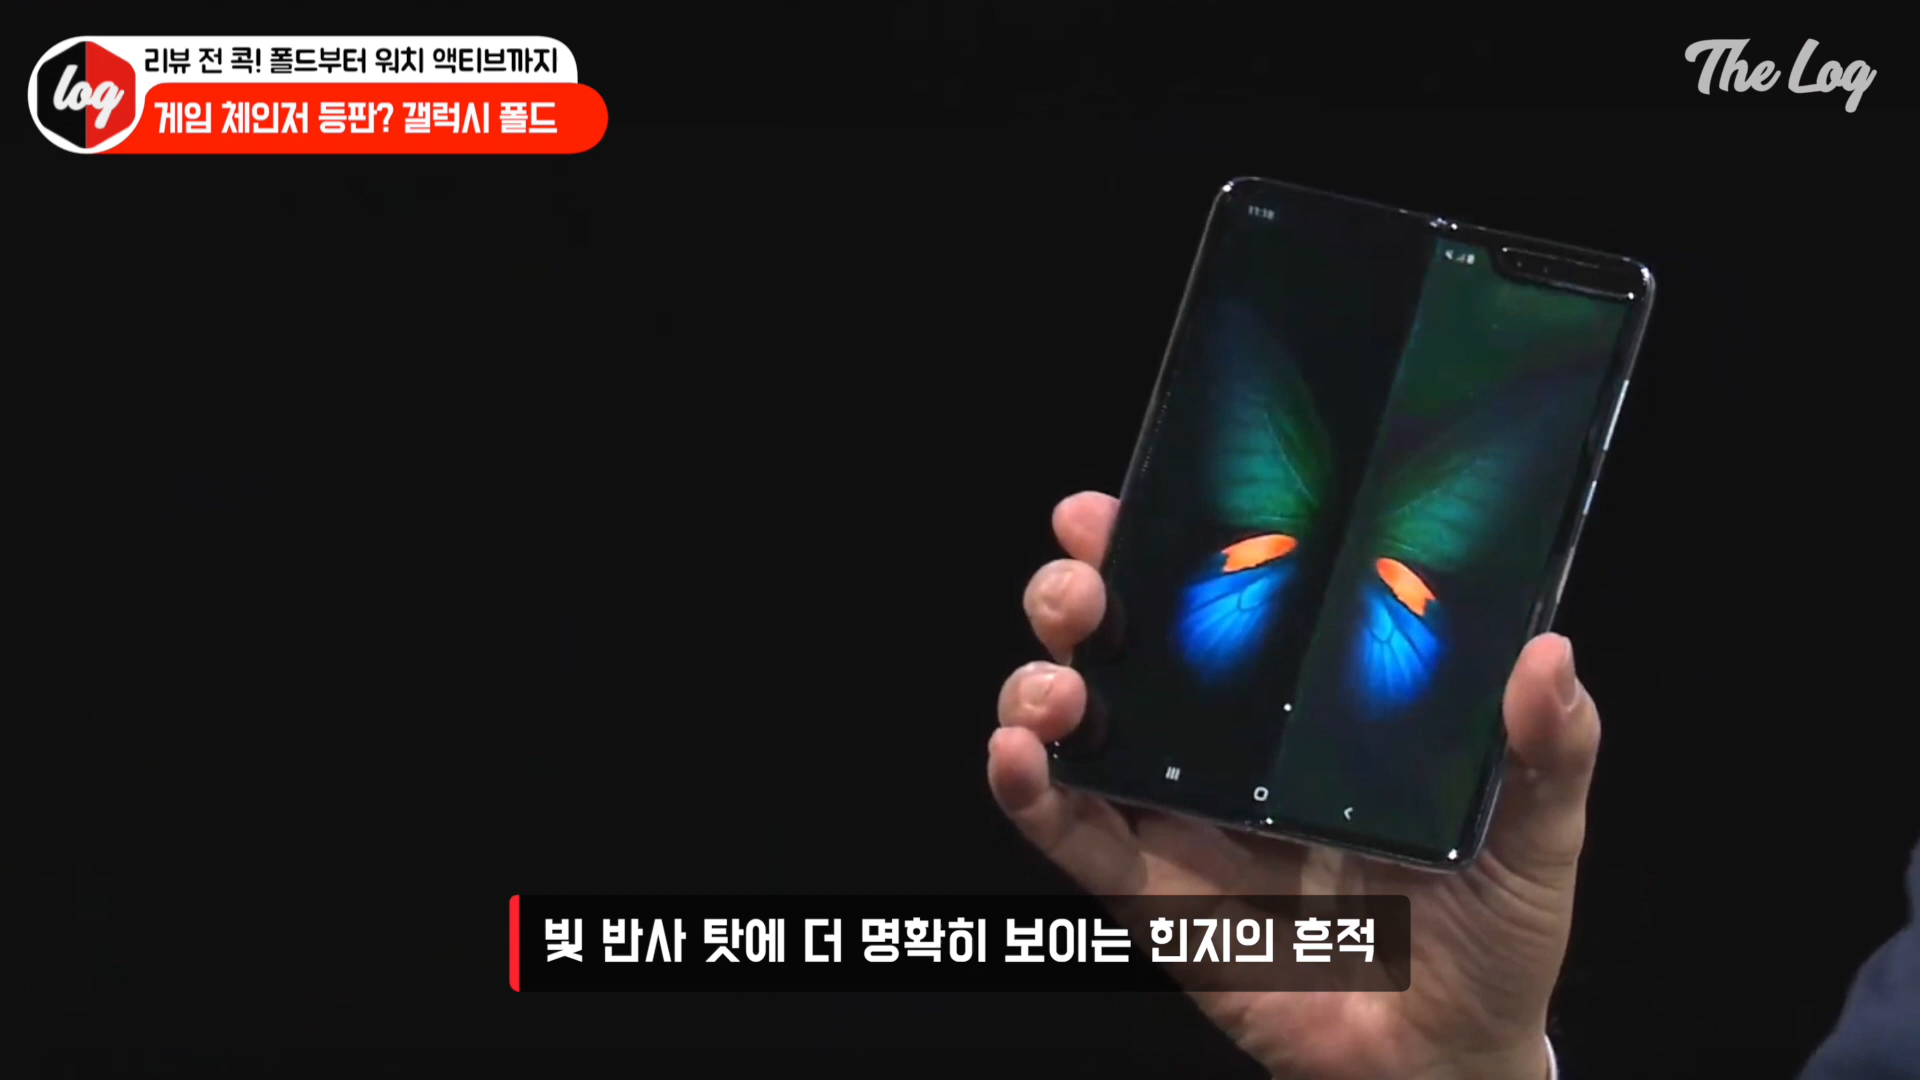 log
리뷰 전 콕! 폴드부터 워치 액티브까지
게임 체인저 등판? 갤럭시 폴드
The Log
11:18
빛 반사 탓에 더 명확히 보이는 힌지의 흔적